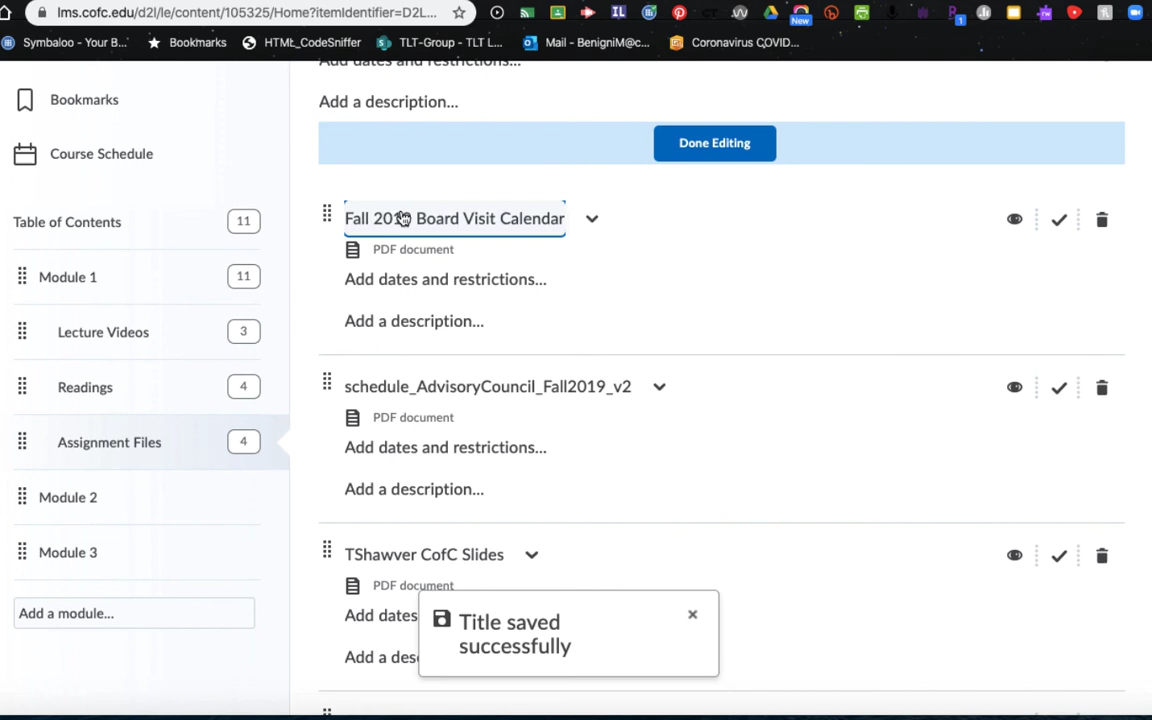 lms.cofc.edu/d2l/le/content/105325/Home?itemIdentifier=D2L...
New
1
Symbaloo - Your B...
Bookmarks
HTML_CodeSniffer
TLT-Group - TLT L...
Mail - BenigniM@c...
Coronavirus COVID...
Add dates and restrictions...
Bookmarks
Add a description...
Done Editing
Course Schedule
Table of Contents
11
Fall Board Visit Calendar
PDF document
Module 1
11
Add dates and restrictions...
Add a description...
Lecture Videos
3
Readings
4
schedule_AdvisoryCouncil_Fall2019_v2
PDF document
Assignment Files
4
Add dates and restrictions...
Add a description...
Module 2
Module 3
TShawver CofC Slides
PDF document
Add a module...
Add dates
Title saved
successfully
Add a des